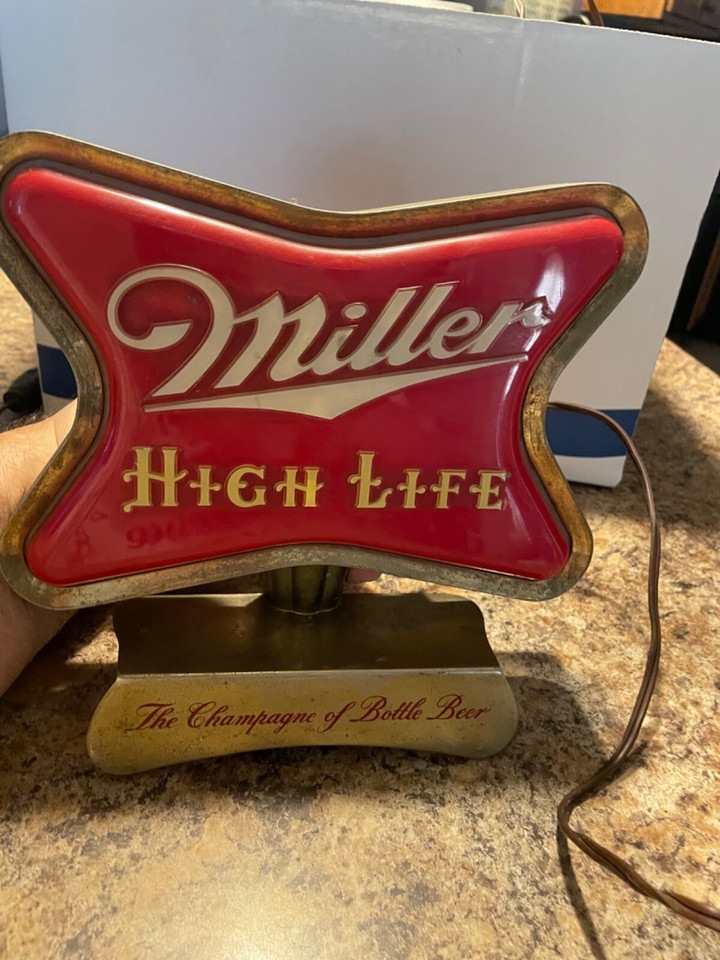 Miller
HIGH LIFE
The Champagne of Bottle Beer